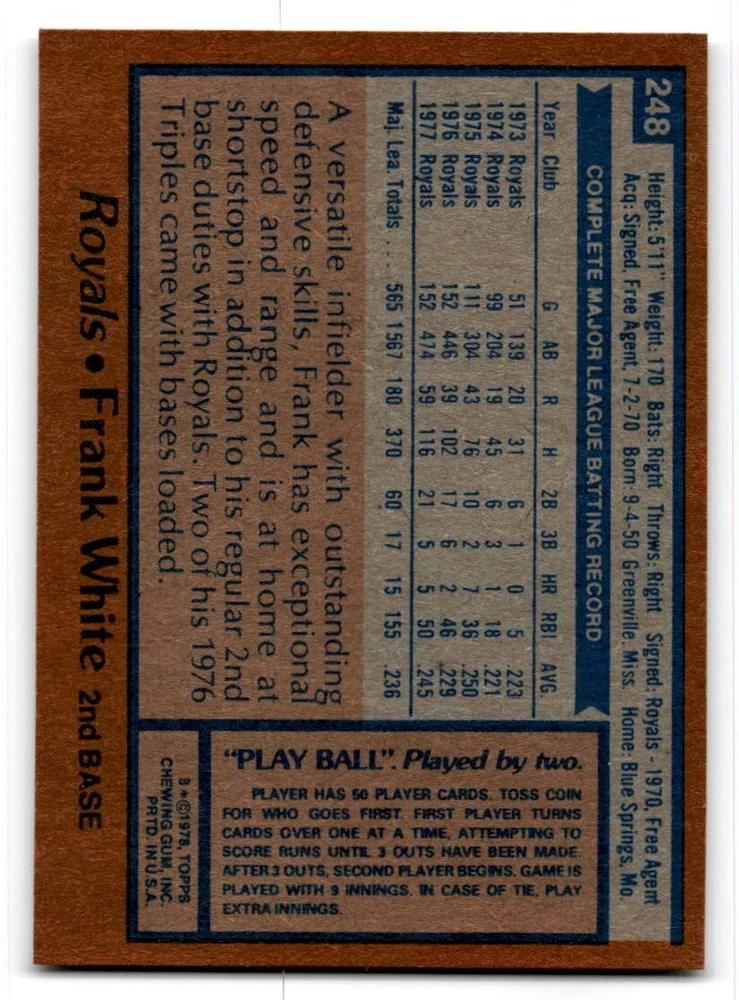 248
Height: 5'11" Weight: 170 Bats: Right Throws: Right Signed: Royals - 1970, Free Agent
Acq: Signed, Free Agent, 7-2-70 Born: 9-4-50 Greenville, Miss. Home: Blue Springs, Mo.
COMPLETE MAJOR LEAGUE BATTING RECORD
Year Club G AB R H 2B 3B HR RBI AVG
1973 Royals 51 139 20 31 6 1 0 5 .223
1974 Royals 99 204 19 45 6 3 1 18 .221
1975 Royals 111 304 43 76 10 2 7 36 .250
1976 Royals 152 446 39 102 17 6 2 46 .229
1977 Royals 152 474 59 116 21 5 5 50 .245
Maj. Lea. Totals . . . 565 1567 180 370 60 17 15 155 .236
A versatile infielder with outstanding
defensive skills, Frank has exceptional
speed and range and is at home at
shortstop in addition to his regular 2nd
base duties with Royals. Two of his 1976
Triples came with bases loaded.
Royals • Frank White 2nd BASE
"PLAY BALL". Played by two.
PLAYER HAS 50 PLAYER CARDS. TOSS COIN
FOR WHO GOES FIRST. FIRST PLAYER TURNS
CARDS OVER ONE AT A TIME, ATTEMPTING TO
SCORE RUNS UNTIL 3 OUTS HAVE BEEN MADE.
AFTER 3 OUTS, SECOND PLAYER BEGINS. GAME IS
PLAYED WITH 9 INNINGS. IN CASE OF TIE, PLAY
EXTRA INNINGS.
B * © 1978, TOPPS
CHEWING GUM, INC.
PRTD. IN U.S.A.